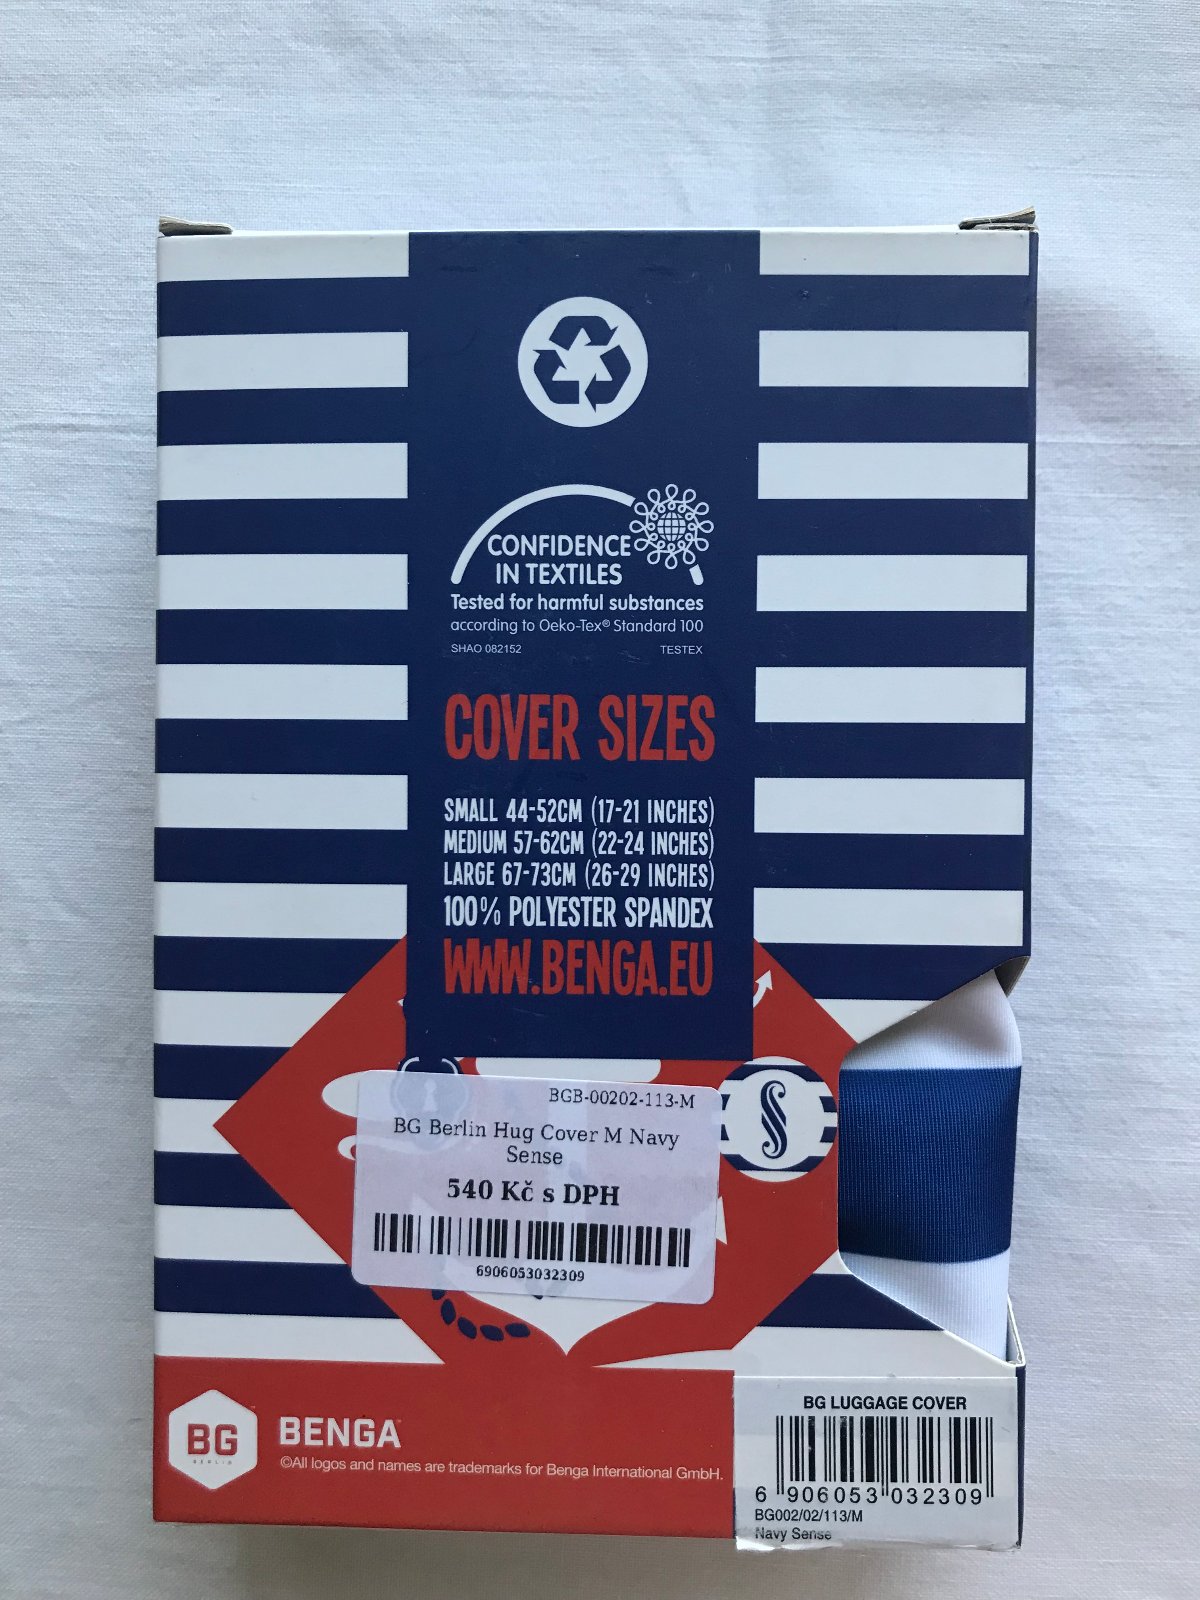 CONFIDENCE
IN TEXTILES
Tested for harmful substances
according to Oeko-Tex® Standard 100
SHAO 082152 TESTEX
COVER SIZES
SMALL 44-52CM (17-21 INCHES)
MEDIUM 57-62CM (22-24 INCHES)
LARGE 67-73CM (26-29 INCHES)
100% POLYESTER SPANDEX
WWW.BENGA.EU
BGB-00202-113-M
BG Berlin Hug Cover M Navy
Sense
540 Kč s DPH
6906053032309
BG
BERLIN
BENGA™
©All logos and names are trademarks for Benga International GmbH.
BG LUGGAGE COVER
6 906053 032309
BG002/02/113/M
Navy Sense